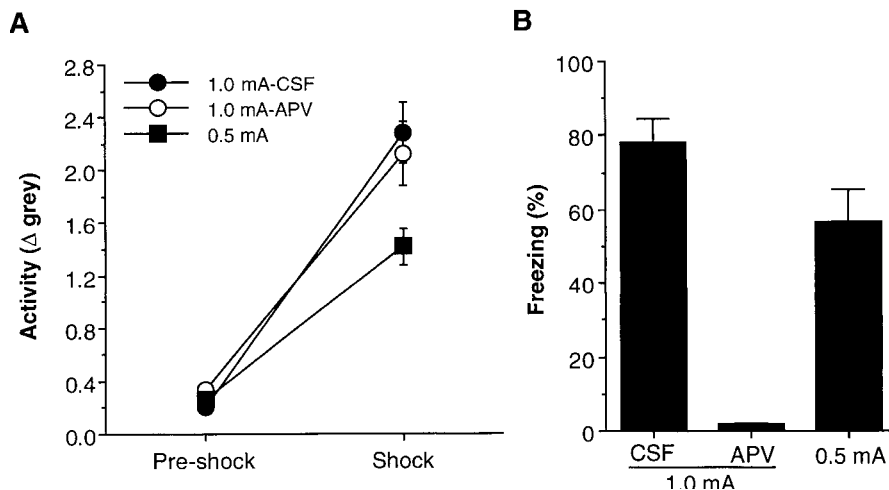 A
Activity (Δ grey)
2.8
2.4
2.0
1.6
1.2
0.8
0.4
0.0
1.0 mA-CSF
1.0 mA-APV
0.5 mA
Pre-shock
Shock
B
Freezing (%)
100
80
60
40
20
0
CSF
APV
0.5 mA
1.0 mA